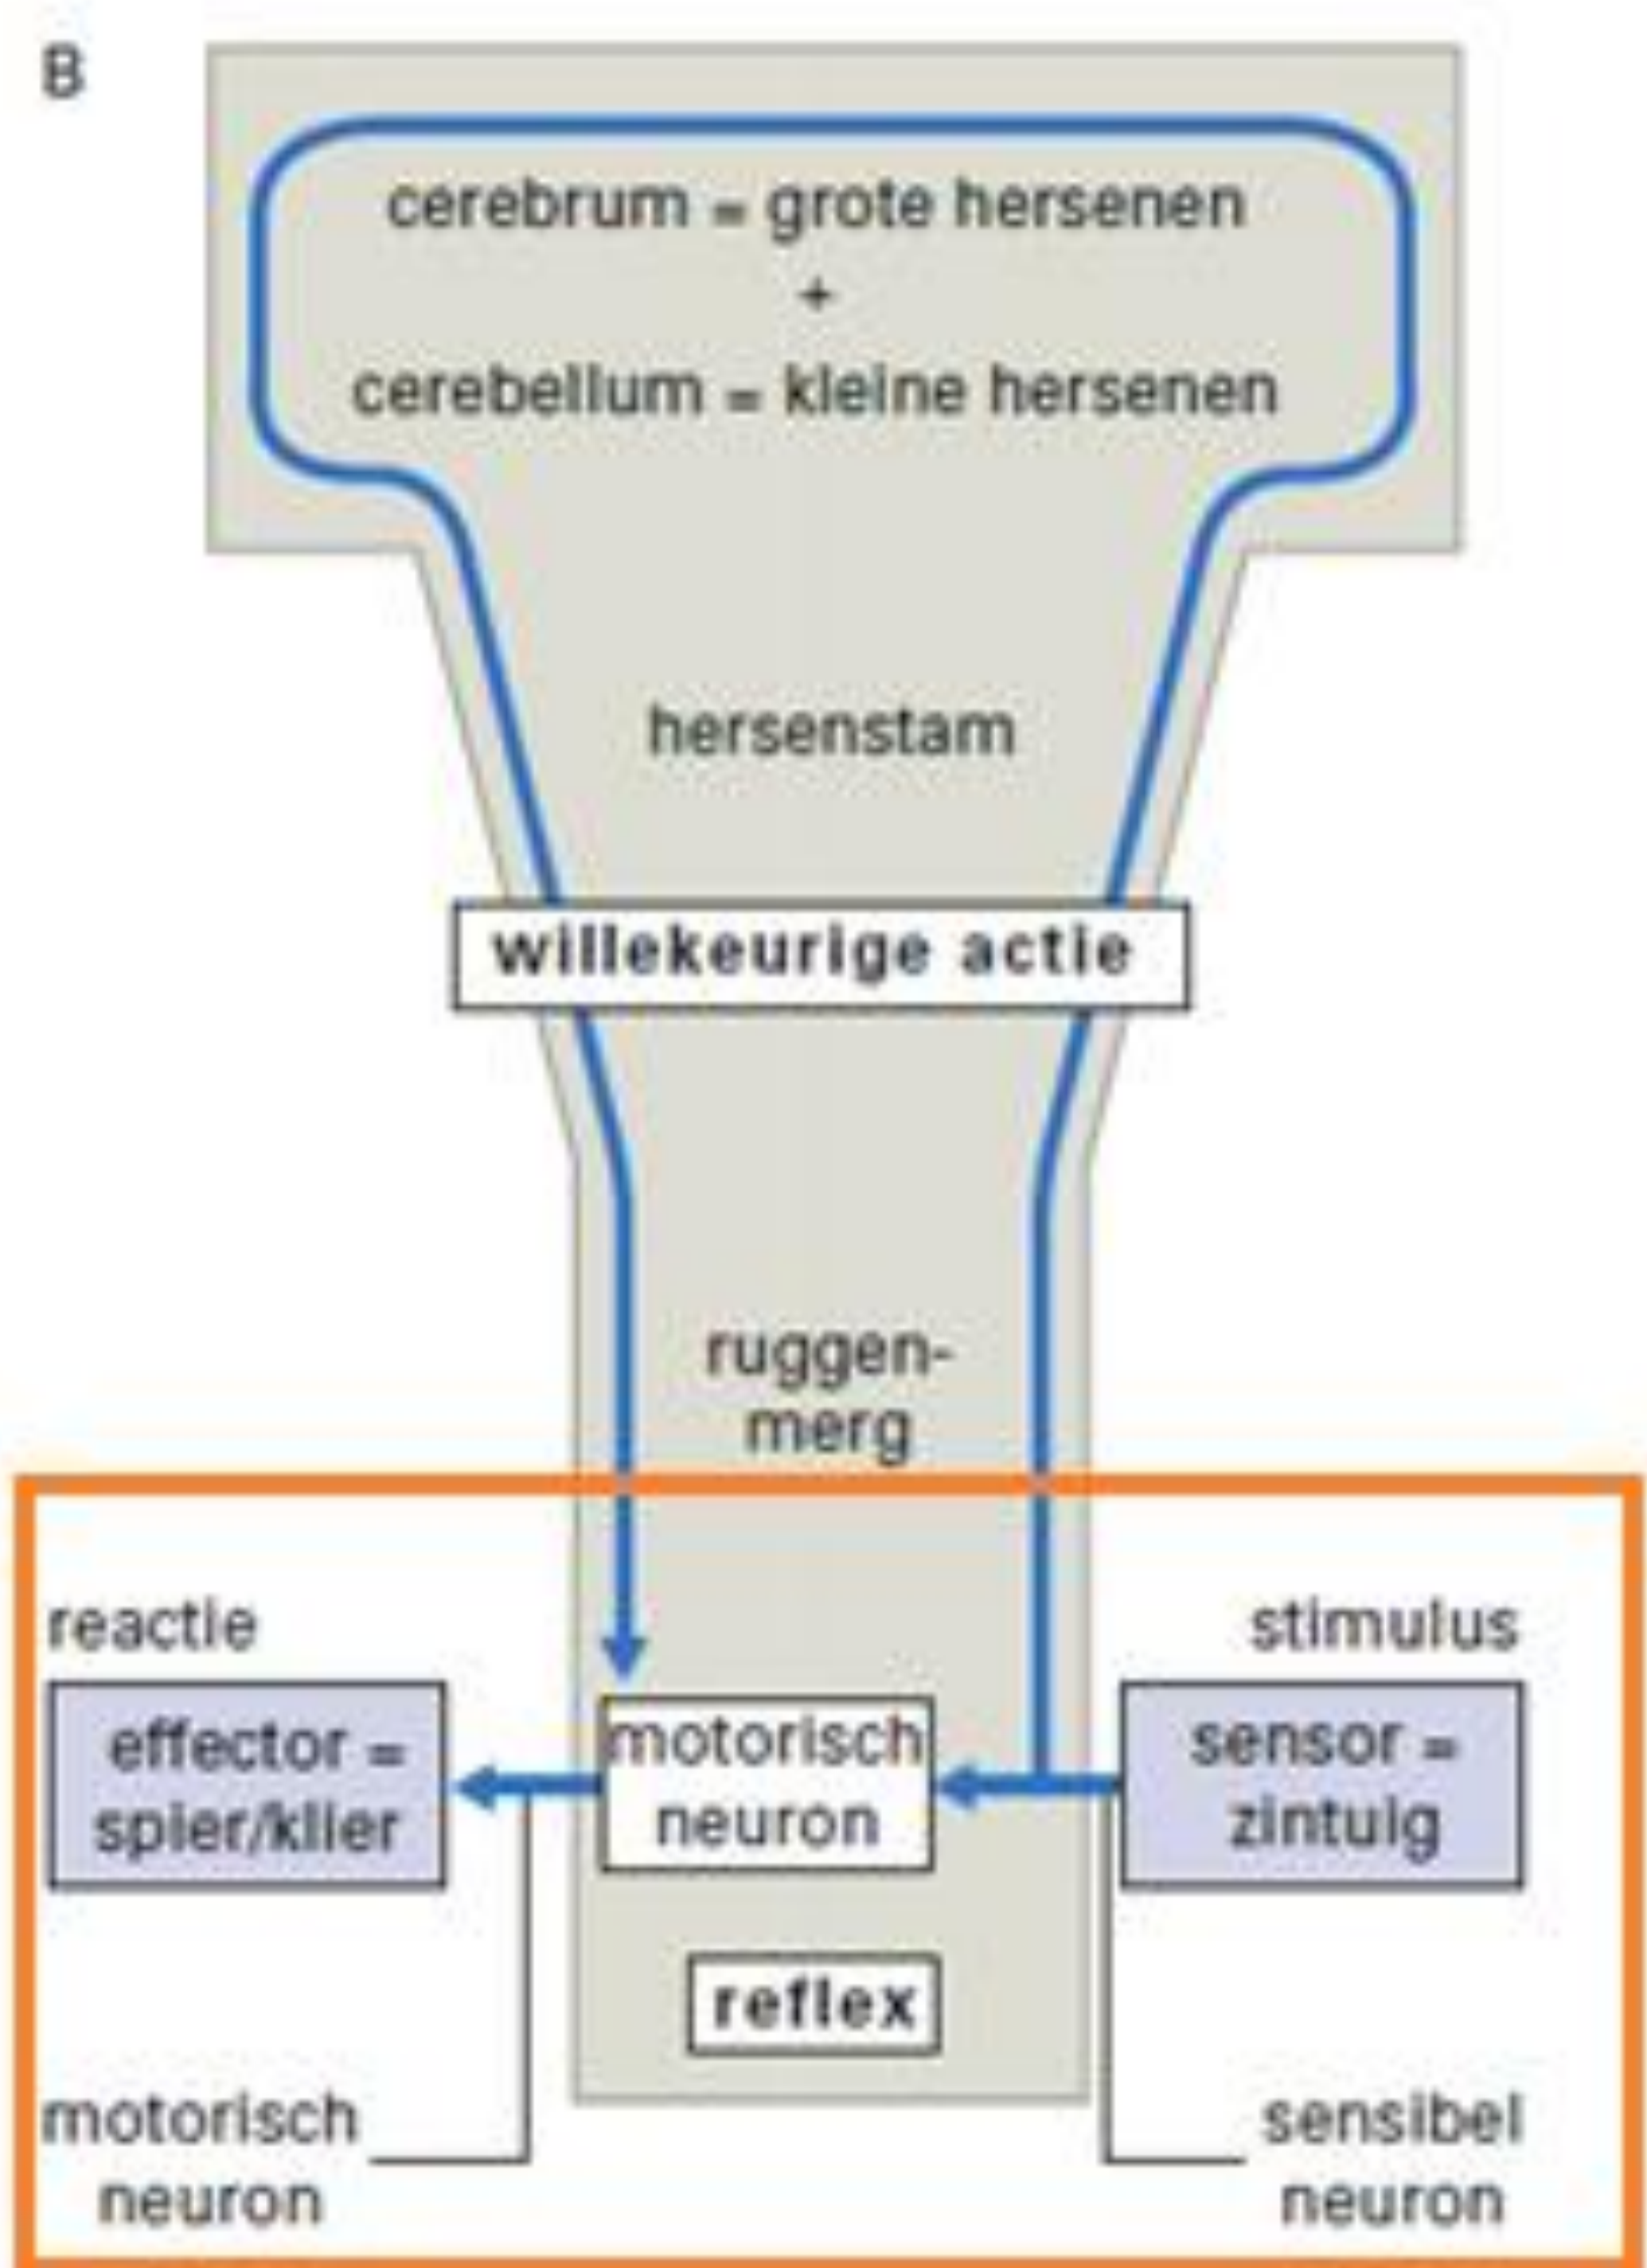 B
cerebrum = grote hersenen
+
cerebellum = kleine hersenen
hersenstam
willekeurige actie
ruggen-
merg
reactie
stimulus
effector =
spier/klier
motorisch
neuron
sensor =
zintuig
reflex
motorisch
neuron
sensibel
neuron